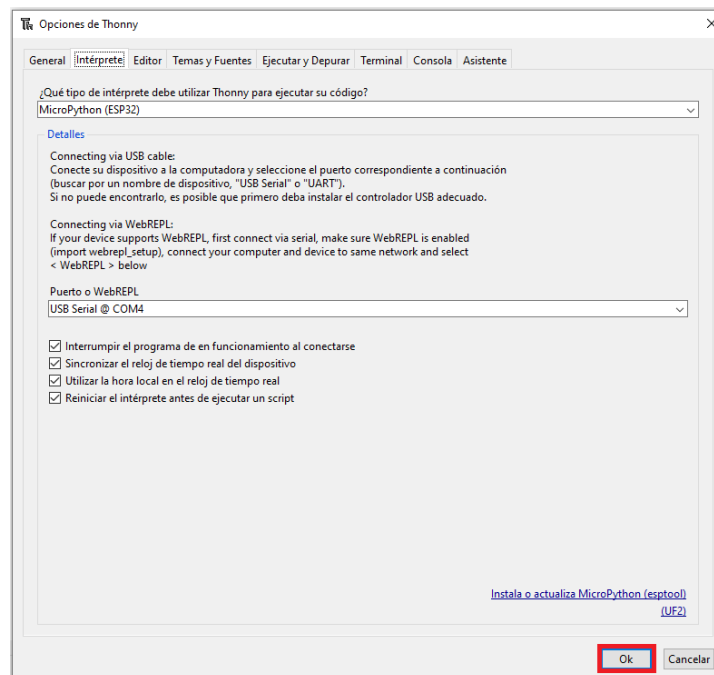 Opciones de Thonny
General Intérprete Editor Temas y Fuentes Ejecutar y Depurar Terminal Consola Asistente
¿Qué tipo de intérprete debe utilizar Thonny para ejecutar su código?
MicroPython (ESP32)
Detalles
Connecting via USB cable:
Conecte su dispositivo a la computadora y seleccione el puerto correspondiente a continuación
(buscar por un nombre de dispositivo, "USB Serial" o "UART").
Si no puede encontrarlo, es posible que primero deba instalar el controlador USB adecuado.
Connecting via WebREPL:
If your device supports WebREPL, first connect via serial, make sure WebREPL is enabled
(import webrepl_setup), connect your computer and device to same network and select
< WebREPL > below
Puerto o WebREPL
USB Serial @ COM4
Interrumpir el programa de en funcionamiento al conectarse
Sincronizar el reloj de tiempo real del dispositivo
Utilizar la hora local en el reloj de tiempo real
Reiniciar el intérprete antes de ejecutar un script
Instala o actualiza MicroPython (esptool)
(UF2)
Ok Cancelar